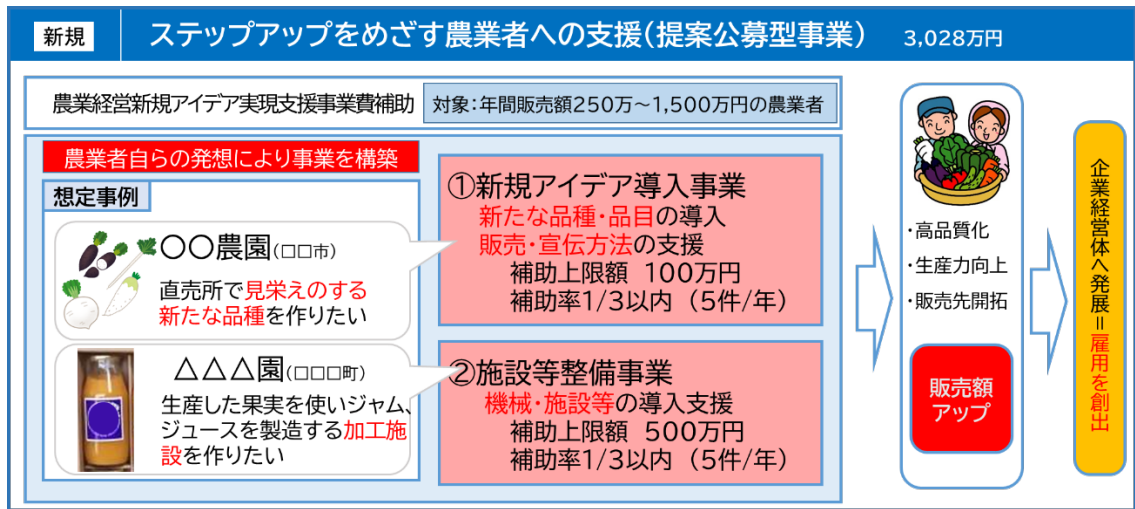 新規
ステップアップをめざす農業者への支援(提案公募型事業) 3,028万円
農業経営新規アイデア実現支援事業費補助
対象:年間販売額250万~1,500万円の農業者
農業者自らの発想により事業を構築
想定事例
〇〇農園(□□市)
直売所で見栄えのする
新たな品種を作りたい
△△△園(□□□町)
生産した果実を使いジャム、
ジュースを製造する加工施
設を作りたい
①新規アイデア導入事業
新たな品種・品目の導入
販売・宣伝方法の支援
補助上限額 100万円
補助率1/3以内 (5件/年)
②施設等整備事業
機械・施設等の導入支援
補助上限額 500万円
補助率1/3以内 (5件/年)
・高品質化
・生産力向上
・販売先開拓
販売額
アップ
企業経営体へ発展=雇用を創出